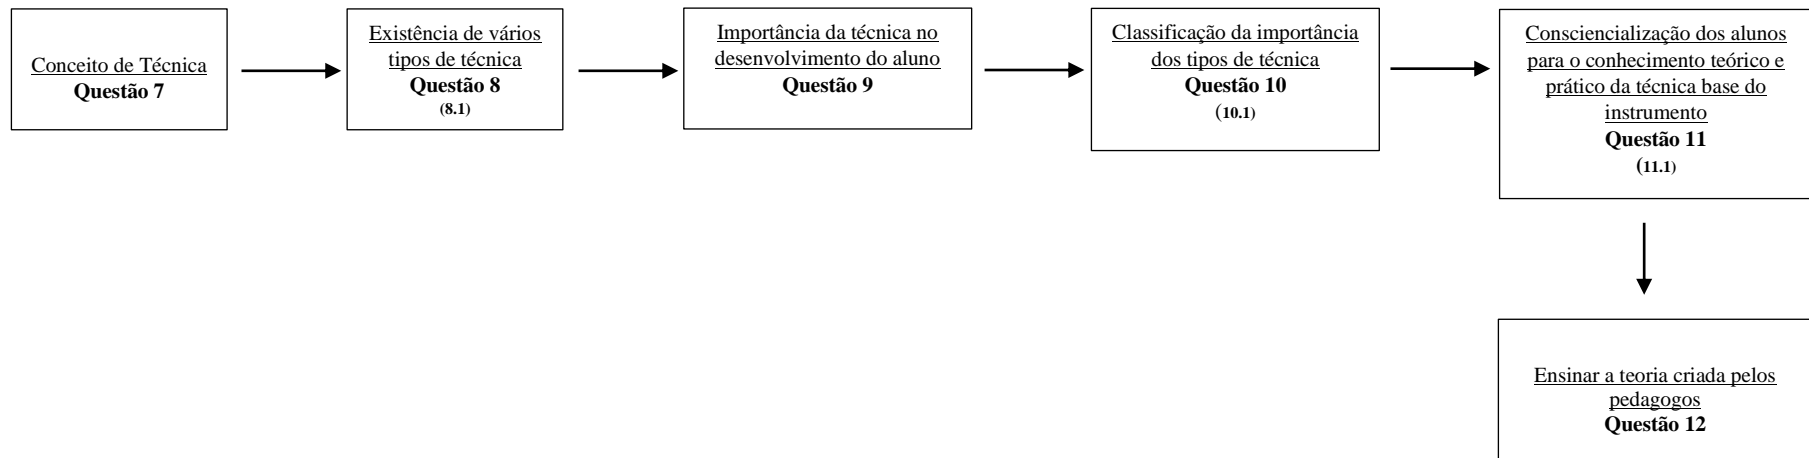 Conceito de Técnica
Questão 7
Existência de vários
tipos de técnica
Questão 8
(8.1)
Importância da técnica no
desenvolvimento do aluno
Questão 9
Classificação da importância
dos tipos de técnica
Questão 10
(10.1)
Consciencialização dos alunos
para o conhecimento teórico e
prático da técnica base do
instrumento
Questão 11
(11.1)
Ensinar a teoria criada pelos
pedagogos
Questão 12